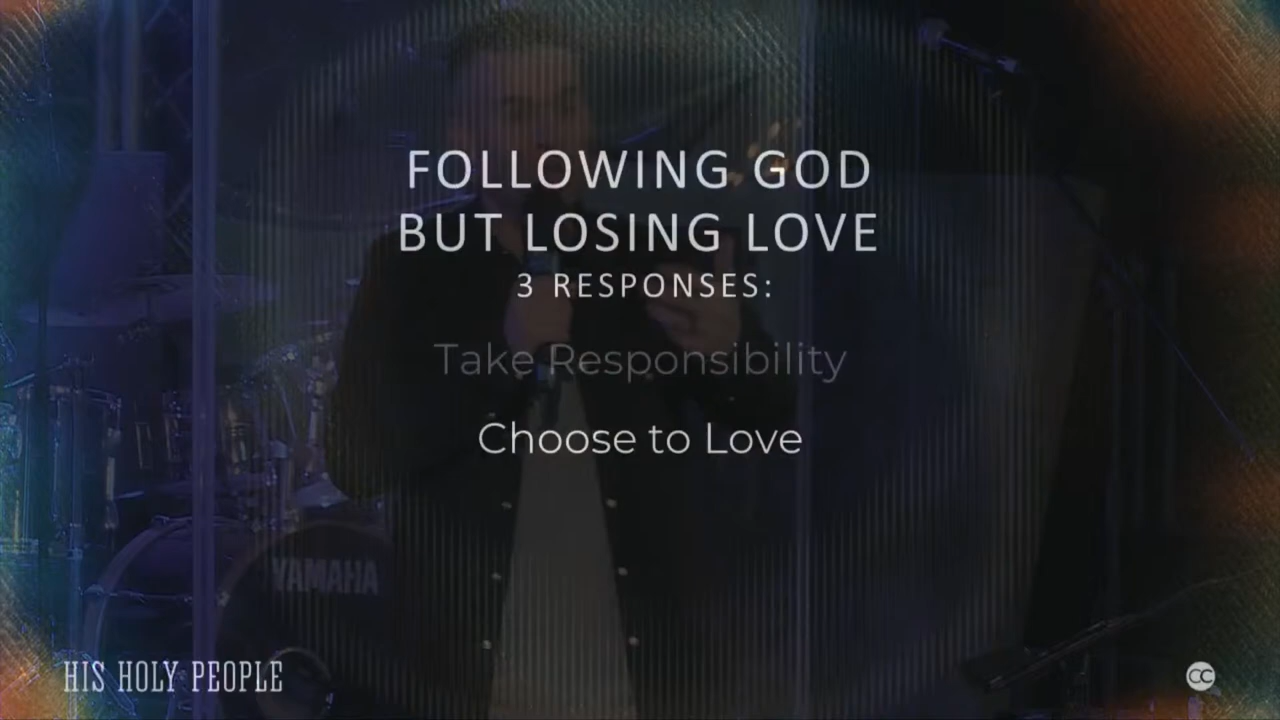 FOLLOWING GOD
BUT LOSING LOVE
3 RESPONSES:
Take Responsibility
Choose to Love
YAMAHA
HIS HOLY PEOPLE
CC